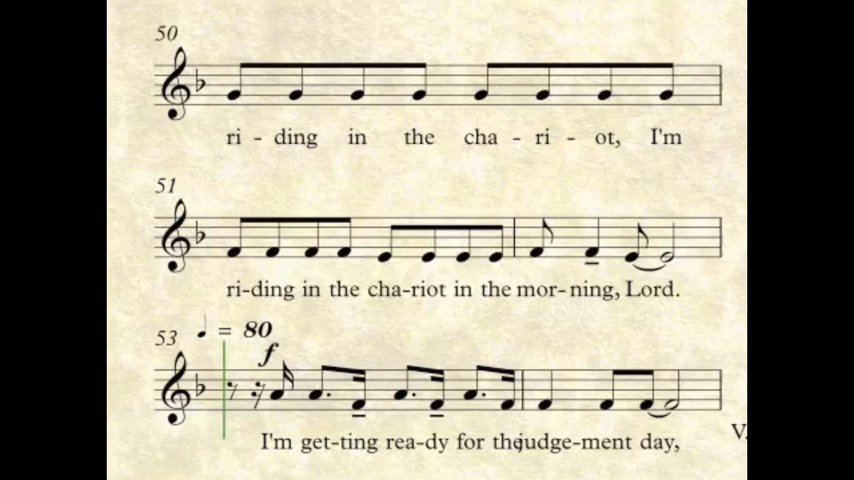 50
ri - ding in the cha - ri - ot, I'm
51
ri-ding in the cha-riot in the mor-ning, Lord.
53 ♩ = 80
f
I'm get-ting rea-dy for the judge-ment day,
V.